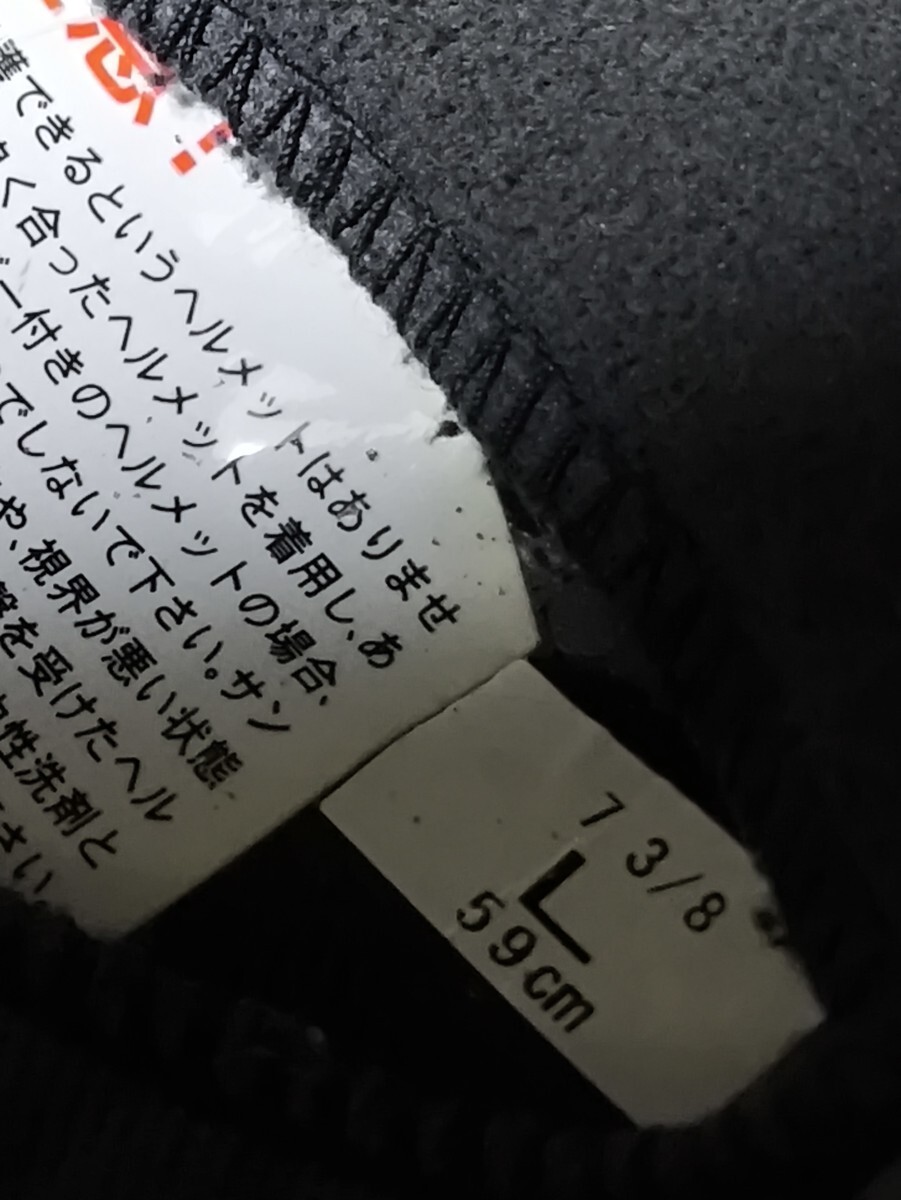 意!
護できるというヘルメットはありませ
く合ったヘルメットを着用し、あ
ー付きのヘルメットの場合、
でしないで下さい。サン
や、視界が悪い状態
撃を受けたヘル
性洗剤と
さい
7 3/8
L
59cm